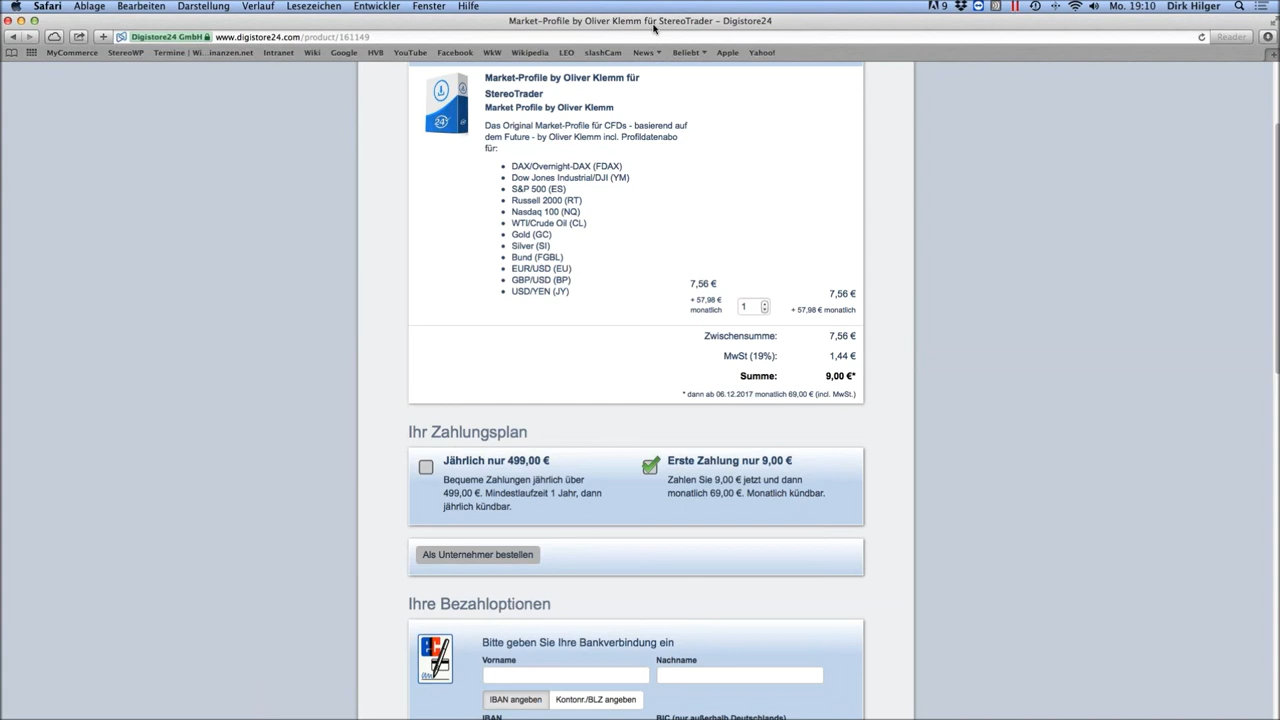 Safari Ablage Bearbeiten Darstellung Verlauf Lesezeichen Entwickler Fenster Hilfe 9 Mo. 19:10 Dirk Hilger
Market-Profile by Oliver Klemm für StereoTrader – Digistore24
Digistore24 GmbH www.digistore24.com/product/161149 Reader
MyCommerce StereoWP Termine | Wi…inanzen.net Intranet Wiki Google HVB YouTube Facebook WkW Wikipedia LEO slashCam News Beliebt Apple Yahoo!
Market-Profile by Oliver Klemm für
StereoTrader
Market Profile by Oliver Klemm
Das Original Market-Profile für CFDs - basierend auf
dem Future - by Oliver Klemm incl. Profildatenabo
für:
• DAX/Overnight-DAX (FDAX)
• Dow Jones Industrial/DJI (YM)
• S&P 500 (ES)
• Russell 2000 (RT)
• Nasdaq 100 (NQ)
• WTI/Crude Oil (CL)
• Gold (GC)
• Silver (SI)
• Bund (FGBL)
• EUR/USD (EU)
• GBP/USD (BP)
• USD/YEN (JY)
24
7,56 €
+ 57,98 €
monatlich
1
7,56 €
+ 57,98 € monatlich
Zwischensumme: 7,56 €
MwSt (19%): 1,44 €
Summe: 9,00 €*
* dann ab 06.12.2017 monatlich 69,00 € (incl. MwSt.)
Ihr Zahlungsplan
Jährlich nur 499,00 €
Bequeme Zahlungen jährlich über
499,00 €. Mindestlaufzeit 1 Jahr, dann
jährlich kündbar.
Erste Zahlung nur 9,00 €
Zahlen Sie 9,00 € jetzt und dann
monatlich 69,00 €. Monatlich kündbar.
Als Unternehmer bestellen
Ihre Bezahloptionen
Bitte geben Sie Ihre Bankverbindung ein
Vorname Nachname
IBAN angeben Kontonr./BLZ angeben
IBAN BIC (nur außerhalb Deutschlands)